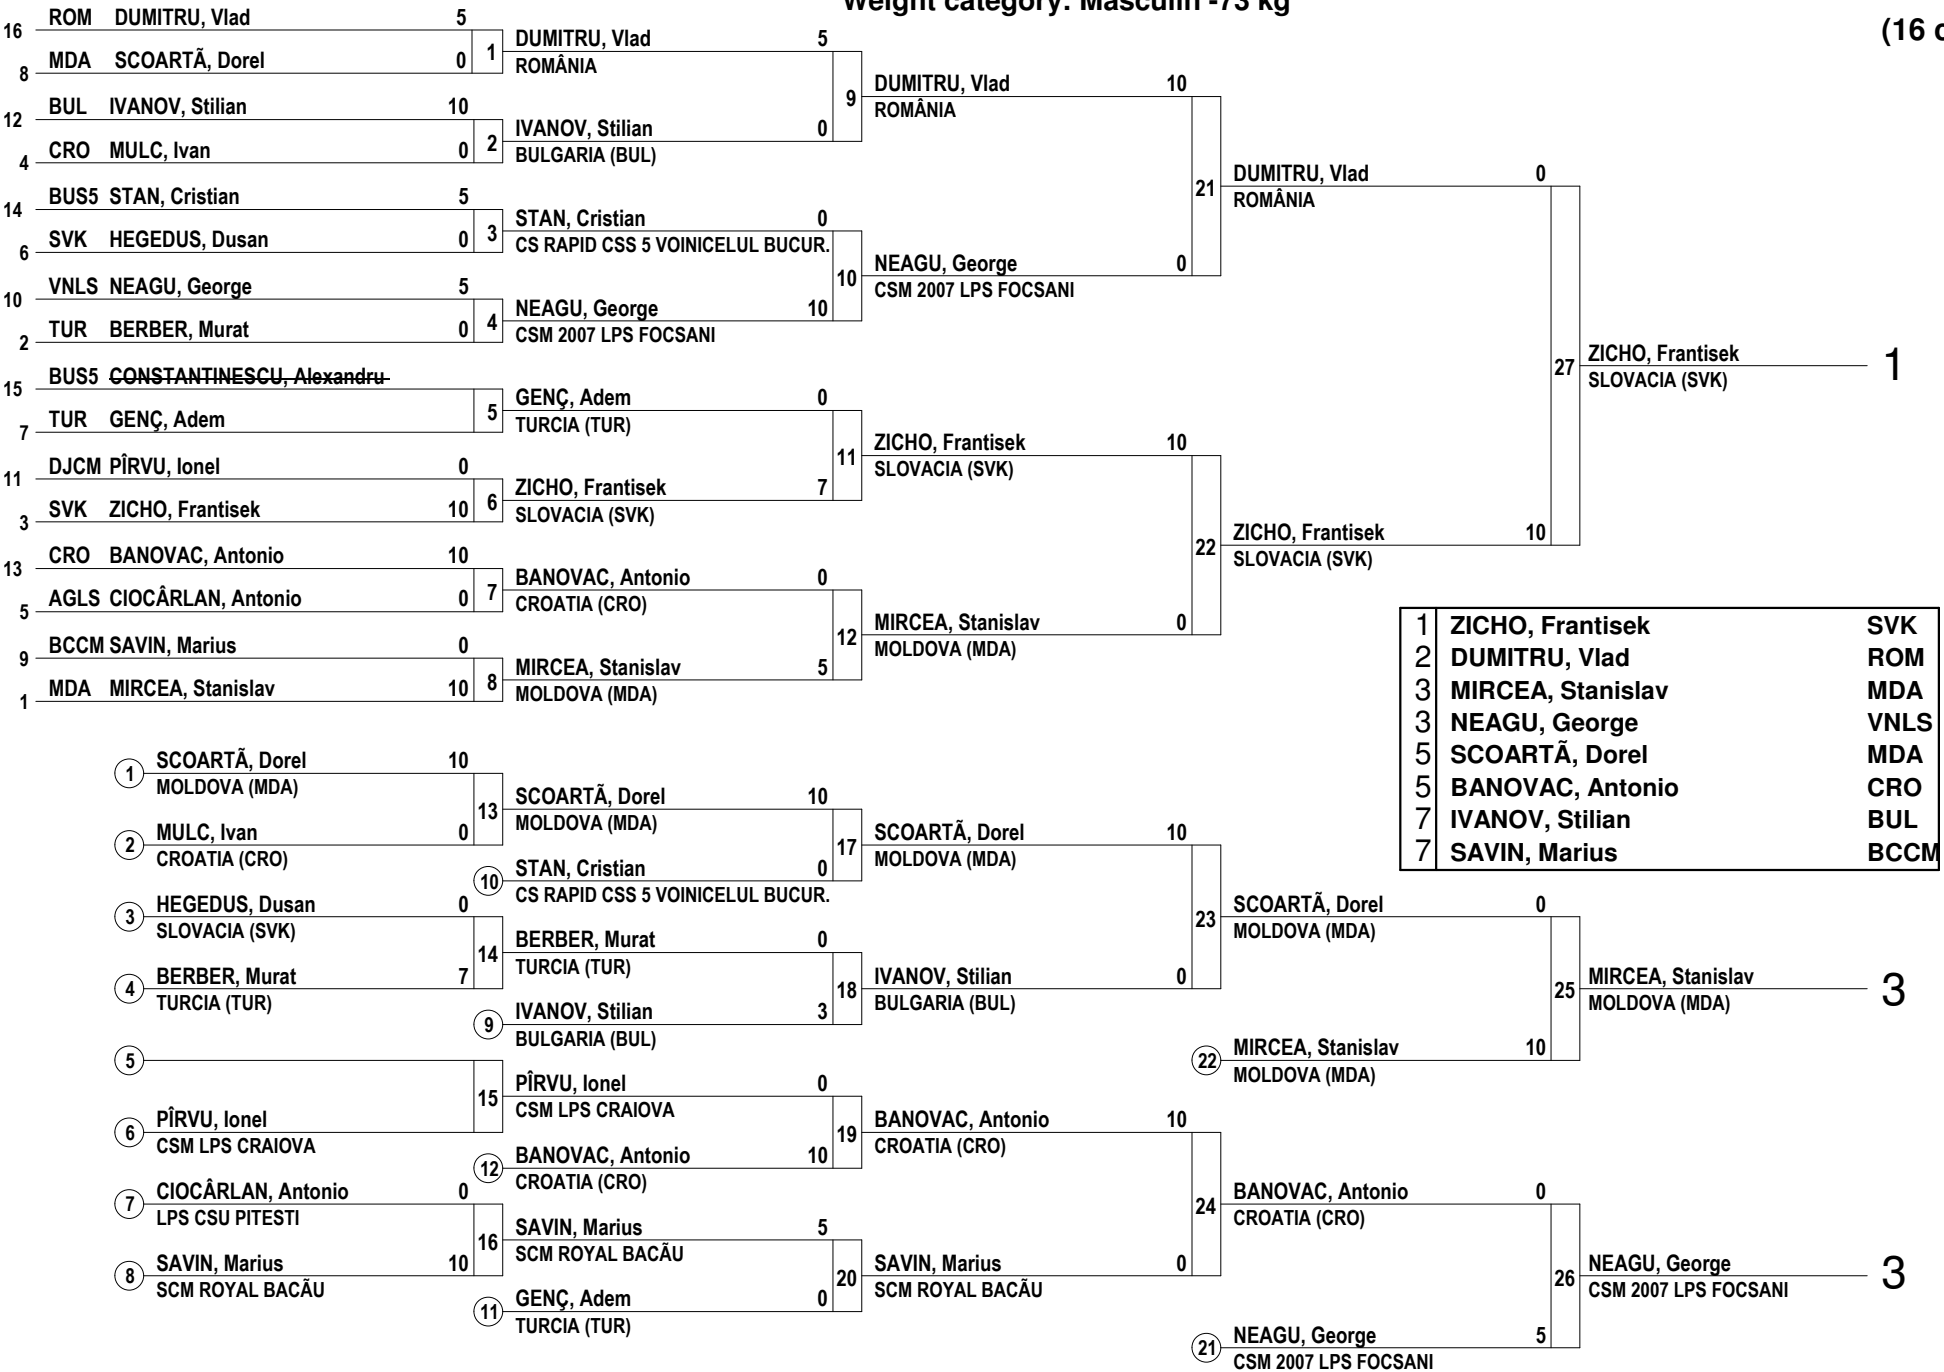 Weight category: Masculin -73 kg
(16 c
16 ROM DUMITRU, Vlad 5
8 MDA SCOARTÃ, Dorel 0
1
12 BUL IVANOV, Stilian 10
4 CRO MULC, Ivan 0
2
14 BUS5 STAN, Cristian 5
6 SVK HEGEDUS, Dusan 0
3
10 VNLS NEAGU, George 5
2 TUR BERBER, Murat 0
4
15 BUS5 CONSTANTINESCU, Alexandru
7 TUR GENÇ, Adem
5
11 DJCM PÎRVU, Ionel 0
3 SVK ZICHO, Frantisek 10
6
13 CRO BANOVAC, Antonio 10
5 AGLS CIOCÂRLAN, Antonio 0
7
9 BCCM SAVIN, Marius 0
1 MDA MIRCEA, Stanislav 10
8
DUMITRU, Vlad 5
ROMÂNIA
IVANOV, Stilian 0
BULGARIA (BUL)
9
STAN, Cristian 0
CS RAPID CSS 5 VOINICELUL BUCUR.
NEAGU, George 10
CSM 2007 LPS FOCSANI
10
GENÇ, Adem 0
TURCIA (TUR)
ZICHO, Frantisek 7
SLOVACIA (SVK)
11
BANOVAC, Antonio 0
CROATIA (CRO)
MIRCEA, Stanislav 5
MOLDOVA (MDA)
12
DUMITRU, Vlad 10
ROMÂNIA
NEAGU, George 0
CSM 2007 LPS FOCSANI
21
ZICHO, Frantisek 10
SLOVACIA (SVK)
MIRCEA, Stanislav 0
MOLDOVA (MDA)
22
DUMITRU, Vlad 0
ROMÂNIA
ZICHO, Frantisek 10
SLOVACIA (SVK)
27
ZICHO, Frantisek 1
SLOVACIA (SVK)
1 ZICHO, Frantisek SVK
2 DUMITRU, Vlad ROM
3 MIRCEA, Stanislav MDA
3 NEAGU, George VNLS
5 SCOARTÃ, Dorel MDA
5 BANOVAC, Antonio CRO
7 IVANOV, Stilian BUL
7 SAVIN, Marius BCCM
1 SCOARTÃ, Dorel 10
MOLDOVA (MDA)
2 MULC, Ivan 0
CROATIA (CRO)
13
3 HEGEDUS, Dusan 0
SLOVACIA (SVK)
4 BERBER, Murat 7
TURCIA (TUR)
14
5
6 PÎRVU, Ionel
CSM LPS CRAIOVA
15
7 CIOCÂRLAN, Antonio 0
LPS CSU PITESTI
8 SAVIN, Marius 10
SCM ROYAL BACÃU
16
SCOARTÃ, Dorel 10
MOLDOVA (MDA)
10 STAN, Cristian 0
CS RAPID CSS 5 VOINICELUL BUCUR.
17
BERBER, Murat 0
TURCIA (TUR)
9 IVANOV, Stilian 3
BULGARIA (BUL)
18
PÎRVU, Ionel 0
CSM LPS CRAIOVA
12 BANOVAC, Antonio 10
CROATIA (CRO)
19
SAVIN, Marius 5
SCM ROYAL BACÃU
11 GENÇ, Adem 0
TURCIA (TUR)
20
SCOARTÃ, Dorel 10
MOLDOVA (MDA)
IVANOV, Stilian 0
BULGARIA (BUL)
23
BANOVAC, Antonio 10
CROATIA (CRO)
SAVIN, Marius 0
SCM ROYAL BACÃU
24
SCOARTÃ, Dorel 0
MOLDOVA (MDA)
22 MIRCEA, Stanislav 10
MOLDOVA (MDA)
25
BANOVAC, Antonio 0
CROATIA (CRO)
21 NEAGU, George 5
CSM 2007 LPS FOCSANI
26
MIRCEA, Stanislav 3
MOLDOVA (MDA)
NEAGU, George 3
CSM 2007 LPS FOCSANI